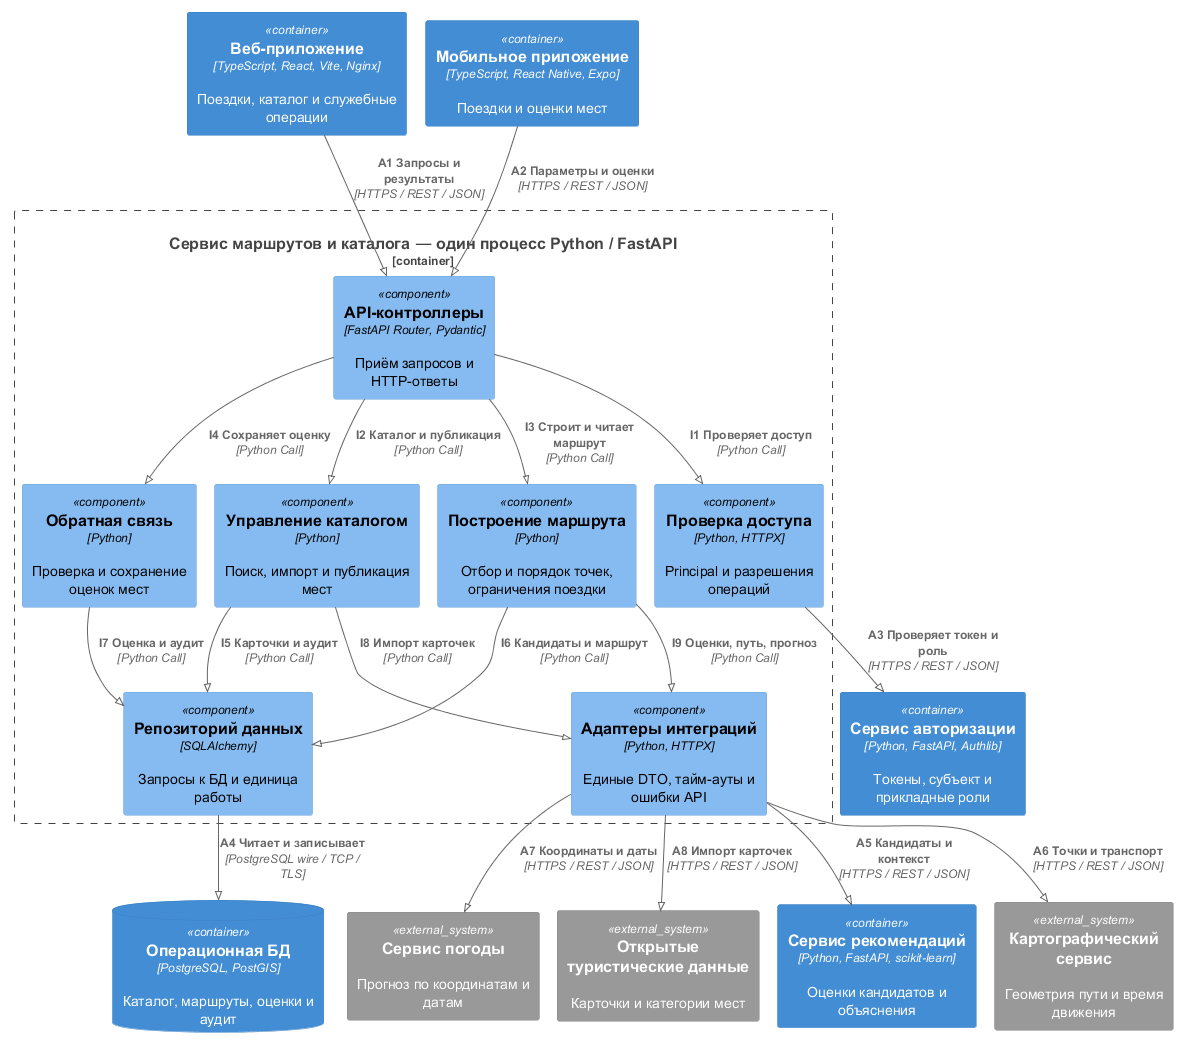 «container»
Веб-приложение
[TypeScript, React, Vite, Nginx]
Поездки, каталог и служебные
операции
«container»
Мобильное приложение
[TypeScript, React Native, Expo]
Поездки и оценки мест
A1 Запросы и
результаты
[HTTPS / REST / JSON]
A2 Параметры и оценки
[HTTPS / REST / JSON]
Сервис маршрутов и каталога — один процесс Python / FastAPI
[container]
«component»
API-контроллеры
[FastAPI Router, Pydantic]
Приём запросов и
HTTP-ответы
I4 Сохраняет оценку
[Python Call]
I2 Каталог и публикация
[Python Call]
I3 Строит и читает
маршрут
[Python Call]
I1 Проверяет доступ
[Python Call]
«component»
Обратная связь
[Python]
Проверка и сохранение
оценок мест
«component»
Управление каталогом
[Python]
Поиск, импорт и публикация
мест
«component»
Построение маршрута
[Python]
Отбор и порядок точек,
ограничения поездки
«component»
Проверка доступа
[Python, HTTPX]
Principal и разрешения
операций
I7 Оценка и аудит
[Python Call]
I5 Карточки и аудит
[Python Call]
I8 Импорт карточек
[Python Call]
I6 Кандидаты и маршрут
[Python Call]
I9 Оценки, путь, прогноз
[Python Call]
A3 Проверяет токен и
роль
[HTTPS / REST / JSON]
«component»
Репозиторий данных
[SQLAlchemy]
Запросы к БД и единица
работы
«component»
Адаптеры интеграций
[Python, HTTPX]
Единые DTO, тайм-ауты и
ошибки API
«container»
Сервис авторизации
[Python, FastAPI, Authlib]
Токены, субъект и
прикладные роли
A4 Читает и записывает
[PostgreSQL wire / TCP /
TLS]
A7 Координаты и даты
[HTTPS / REST / JSON]
A8 Импорт карточек
[HTTPS / REST / JSON]
A5 Кандидаты и
контекст
[HTTPS / REST / JSON]
A6 Точки и транспорт
[HTTPS / REST / JSON]
«container»
Операционная БД
[PostgreSQL, PostGIS]
Каталог, маршруты, оценки и
аудит
«external_system»
Сервис погоды
Прогноз по координатам и
датам
«external_system»
Открытые
туристические данные
Карточки и категории мест
«container»
Сервис рекомендаций
[Python, FastAPI, scikit-learn]
Оценки кандидатов и
объяснения
«external_system»
Картографический
сервис
Геометрия пути и время
движения